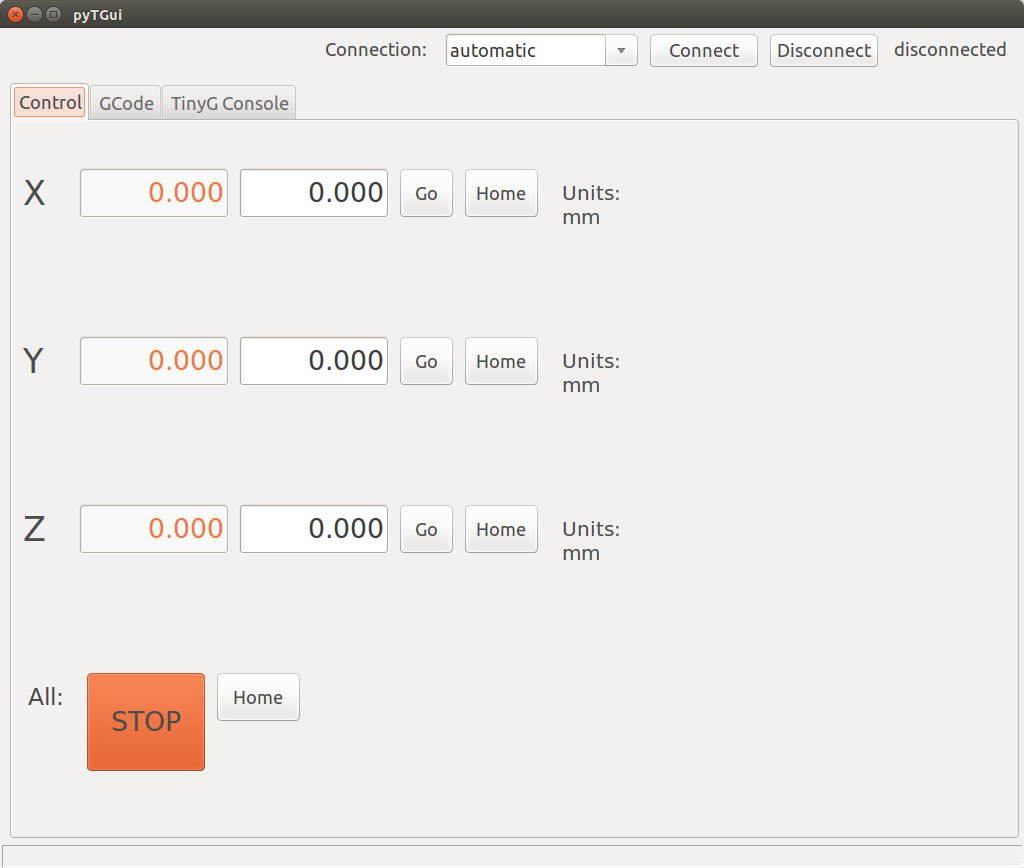 pyTGui
Connection: automatic Connect Disconnect disconnected
Control GCode TinyG Console
X 0.000 0.000 Go Home Units:
mm
Y 0.000 0.000 Go Home Units:
mm
Z 0.000 0.000 Go Home Units:
mm
All: STOP Home